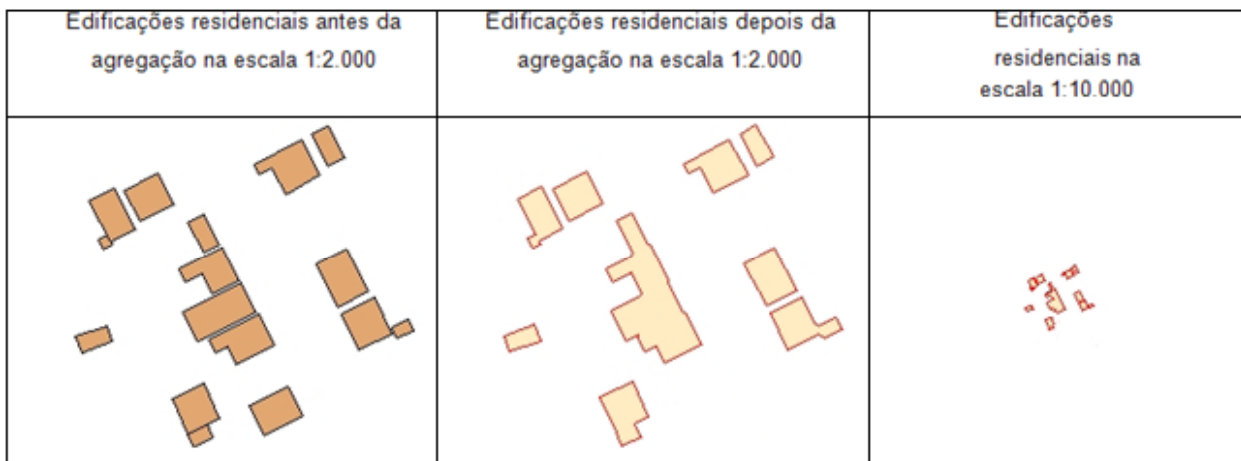 Edificações residenciais antes da
agregação na escala 1:2.000
Edificações residenciais depois da
agregação na escala 1:2.000
Edificações
residenciais na
escala 1:10.000